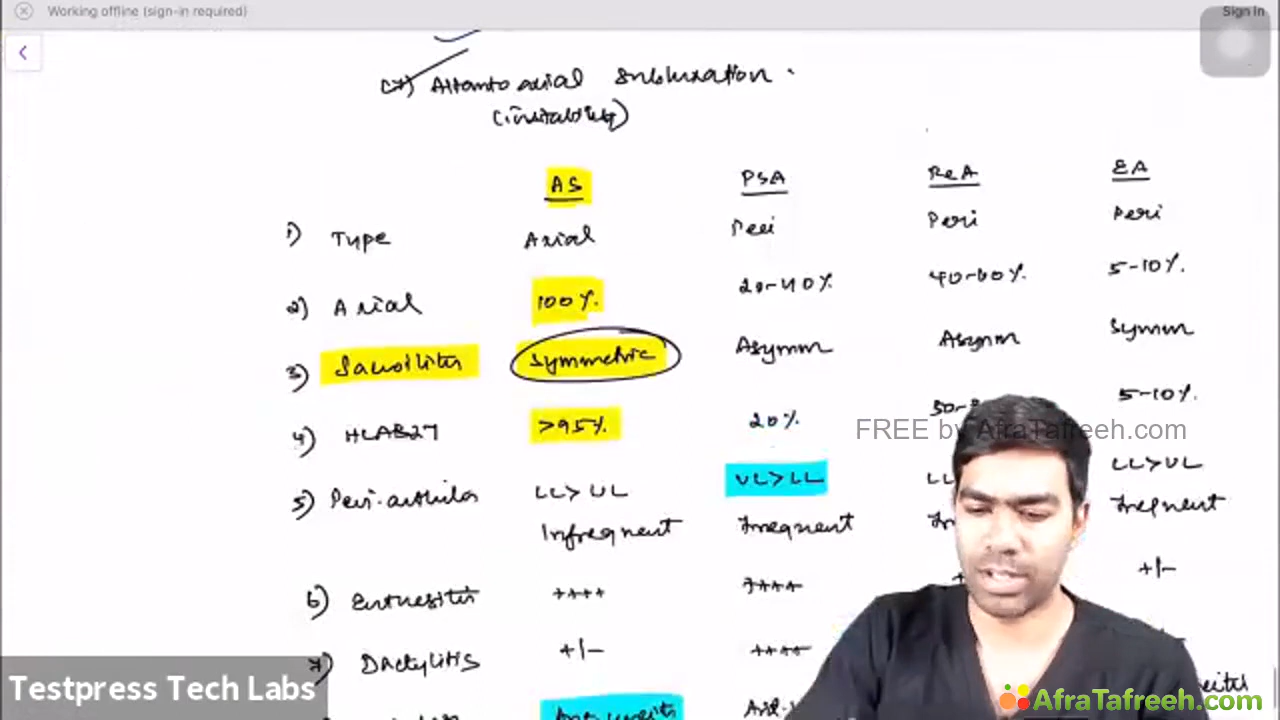 Working offline (sign-in required)
Sign in
(7) Atlanto axial subluxation.
(instability)
AS PSA ReA EA
1) Type Axial Peri Peri Peri
2) Axial 100%. 20-40% 40-60%. 5-10%.
3) Sacroiliitis Symmetric Asymm Asymm Symm
4) HLAB27 >95% 20% 5-10%.
FREE by AfraTafreeh.com
5) Peri.arthritis LL>UL UL>LL LL>UL
Infrequent Frequent Frequent
6) Enthesitis ++++ ++++ +/-
7) Dactylitis +/- ++++
Testpress Tech Labs
AfraTafreeh.com